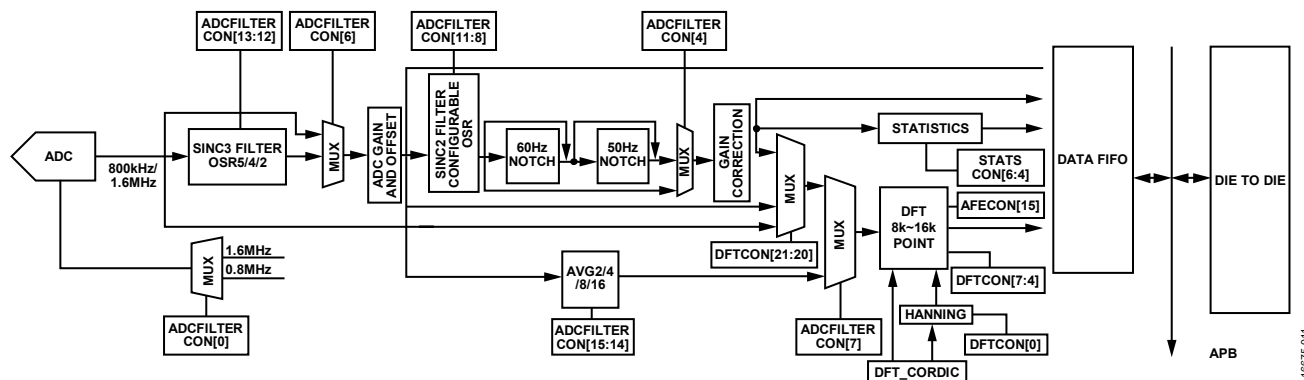 ADCFILTER
CON[13:12]
ADCFILTER
CON[6]
ADCFILTER
CON[11:8]
ADCFILTER
CON[4]
ADC
800kHz/
1.6MHz
SINC3 FILTER
OSR5/4/2
MUX
ADC GAIN
AND OFFSET
SINC2 FILTER
CONFIGURABLE
OSR
60Hz
NOTCH
50Hz
NOTCH
MUX
GAIN
CORRECTION
STATISTICS
STATS
CON[6:4]
DATA FIFO
DIE TO DIE
MUX
MUX
DFT
8k~16k
POINT
AFECON[15]
DFTCON[21:20]
DFTCON[7:4]
MUX
1.6MHz
0.8MHz
AVG2/4
/8/16
ADCFILTER
CON[0]
ADCFILTER
CON[15:14]
ADCFILTER
CON[7]
HANNING
DFTCON[0]
DFT_CORDIC
APB
16675-011